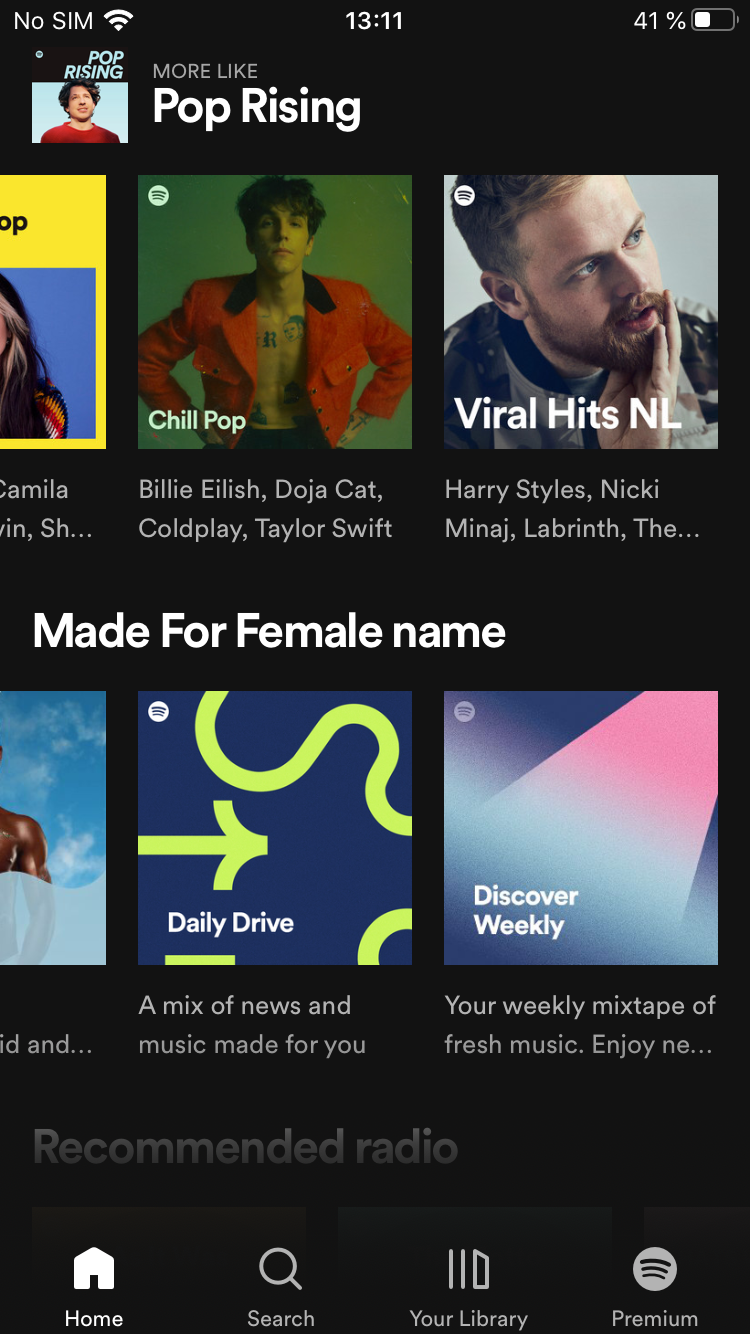 No SIM 13:11 41 %
POP
RISING
MORE LIKE
Pop Rising
op
Chill Pop
Viral Hits NL
Camila
Billie Eilish, Doja Cat,
Harry Styles, Nicki
vin, Sh...
Coldplay, Taylor Swift
Minaj, Labrinth, The...
Made For Female name
Daily Drive
Discover
Weekly
A mix of news and
Your weekly mixtape of
id and...
music made for you
fresh music. Enjoy ne...
Recommended radio
Home
Search
Your Library
Premium